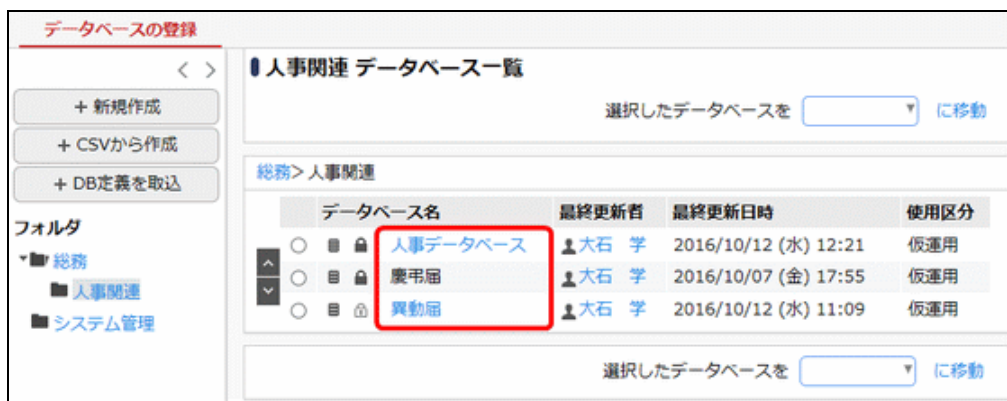 データベースの登録
< >
+ 新規作成
+ CSVから作成
+ DB定義を取込
フォルダ
総務
人事関連
システム管理
人事関連 データベース一覧
選択したデータベースを に移動
総務> 人事関連
データベース名 最終更新者 最終更新日時 使用区分
人事データベース 大石 学 2016/10/12 (水) 12:21 仮運用
慶弔届 大石 学 2016/10/07 (金) 17:55 仮運用
異動届 大石 学 2016/10/12 (水) 11:09 仮運用
選択したデータベースを に移動